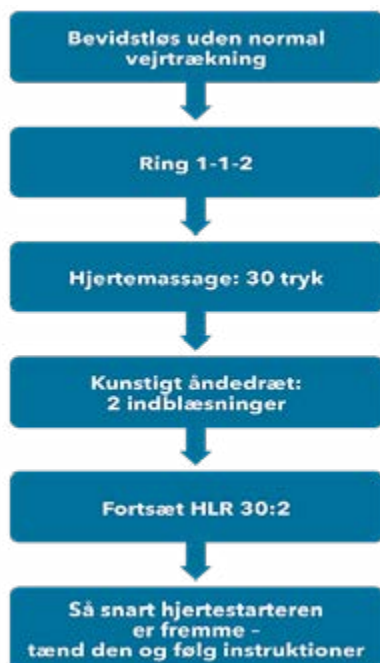 Bevidstløs uden normal
vejrtrækning
Ring 1-1-2
Hjertemassage: 30 tryk
Kunstigt åndedræt:
2 indblæsninger
Fortsæt HLR 30:2
Så snart hjertestarteren
er fremme –
tænd den og følg instruktioner